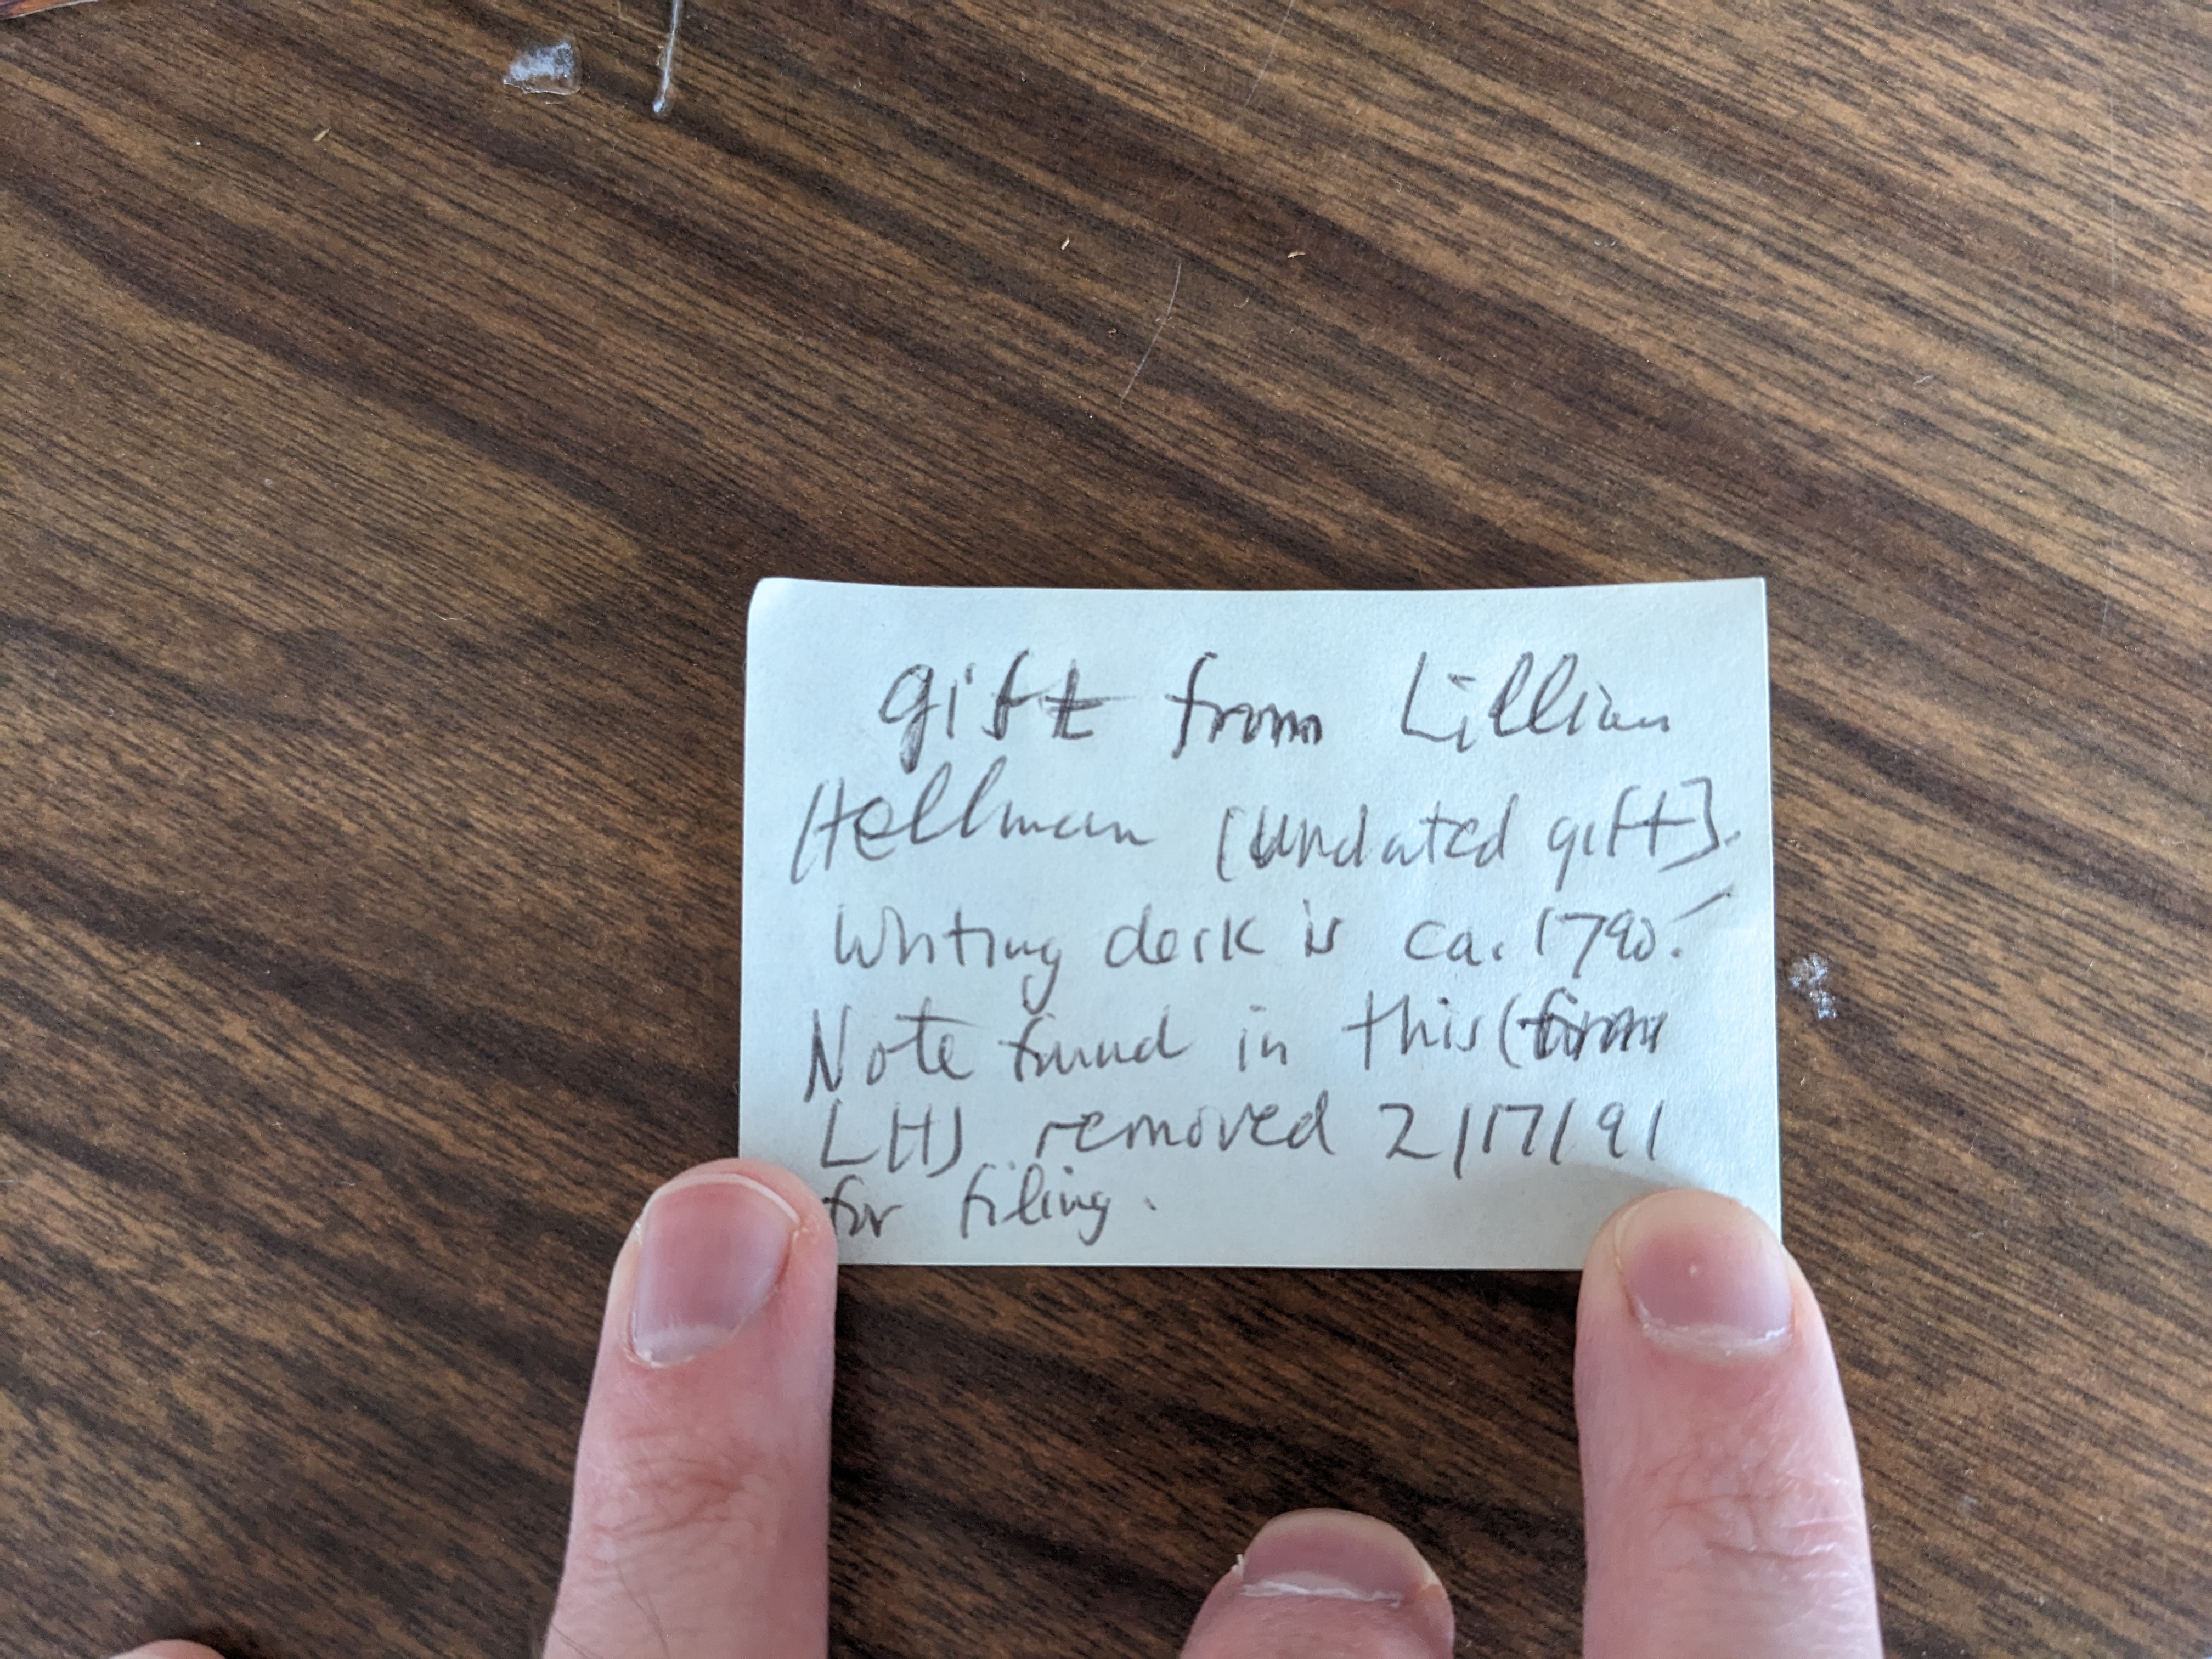 gift from Lillian
Hellman [undated gift].
Writing desk is ca. 1790.
Note found in this (from
LH) removed 2/17/91
for filing.